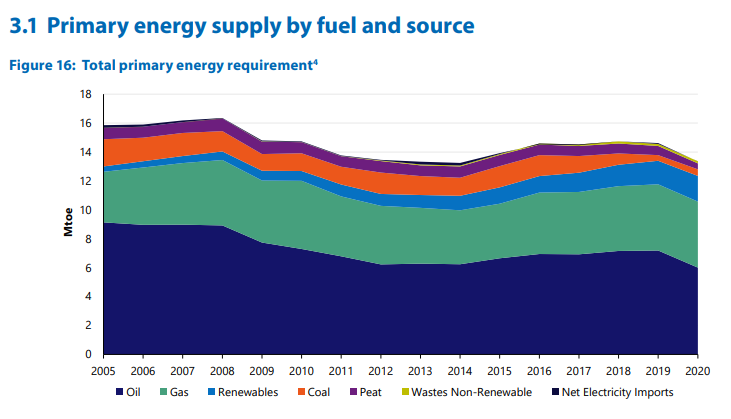 3.1 Primary energy supply by fuel and source
Figure 16: Total primary energy requirement4
18
16
14
12
10
8
6
4
2
0
Mtoe
2005 2006 2007 2008 2009 2010 2011 2012 2013 2014 2015 2016 2017 2018 2019 2020
Oil Gas Renewables Coal Peat Wastes Non-Renewable Net Electricity Imports